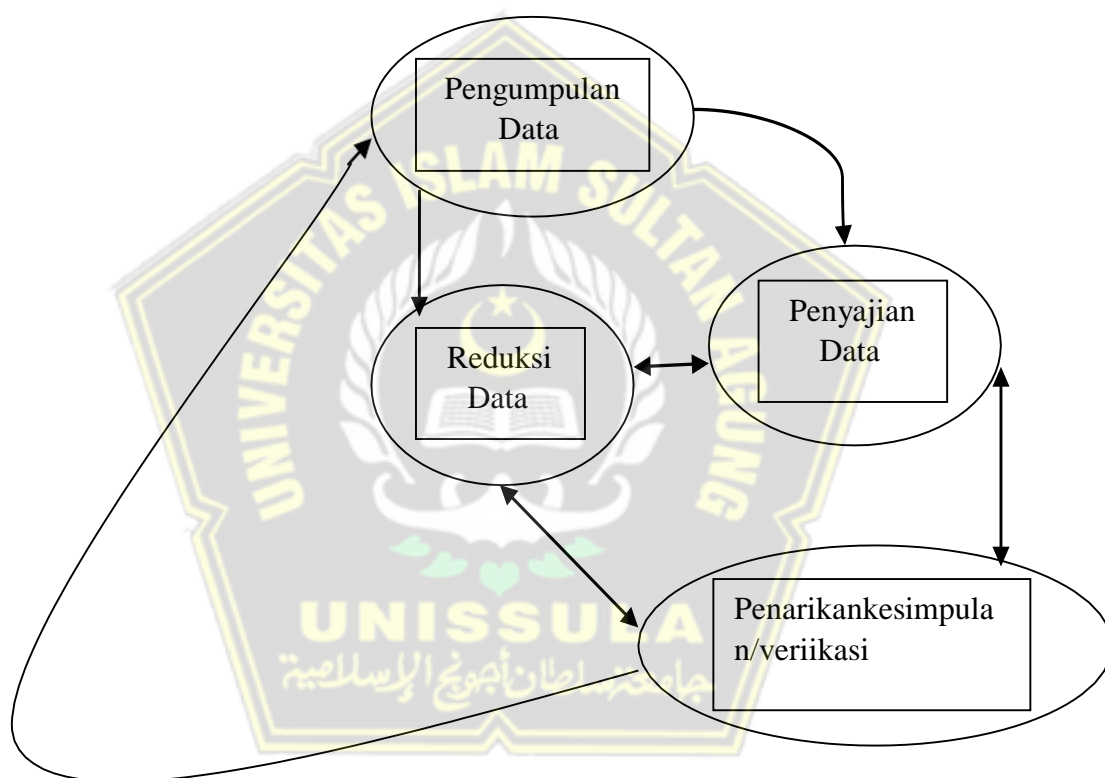 Pengumpulan
Data
Penyajian
Data
Reduksi
Data
Penarikankesimpula
n/veriikasi
UNIVERSITAS ISLAM SULTAN AGUNG
UNISSULA
جامعة سلطان أجونج الإسلامية